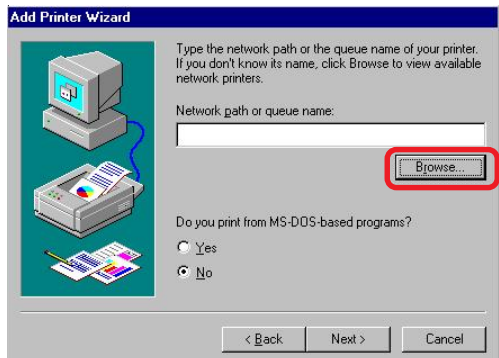 Add Printer Wizard
Type the network path or the queue name of your printer.
If you don't know its name, click Browse to view available
network printers.
Network path or queue name:
Browse...
Do you print from MS-DOS-based programs?
Yes
No
< Back Next > Cancel